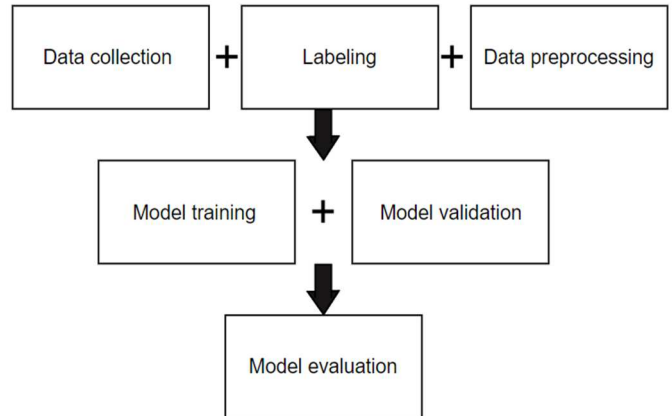 Data collection + Labeling + Data preprocessing
Model training + Model validation
Model evaluation